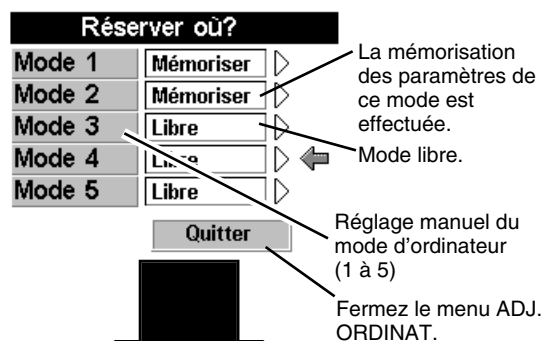 Réserver où?
Mode 1 Mémoriser
Mode 2 Mémoriser
Mode 3 Libre
Mode 4 Libre
Mode 5 Libre
Quitter
La mémorisation
des paramètres de
ce mode est
effectuée.
Mode libre.
Réglage manuel du
mode d'ordinateur
(1 à 5)
Fermez le menu ADJ.
ORDINAT.